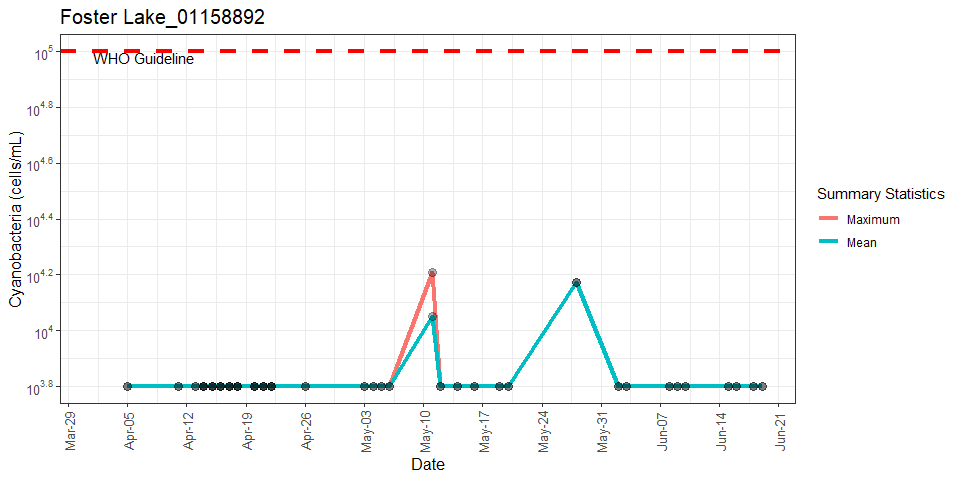 Foster Lake_01158892
10^5
WHO Guideline
10^4.8
10^4.6
10^4.4
10^4.2
10^4
10^3.8
Cyanobacteria (cells/mL)
Mar-29
Apr-05
Apr-12
Apr-19
Apr-26
May-03
May-10
May-17
May-24
May-31
Jun-07
Jun-14
Jun-21
Date
Summary Statistics
Maximum
Mean